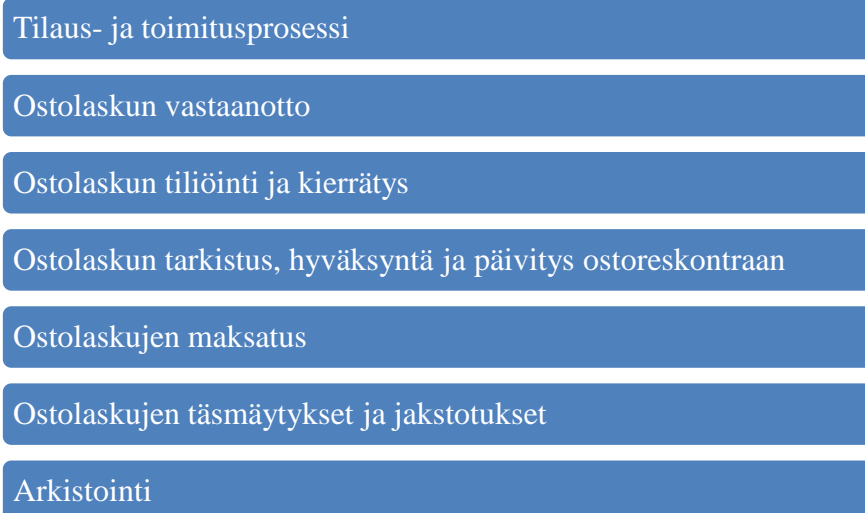 Tilaus- ja toimitusprosessi
Ostolaskun vastaanotto
Ostolaskun tiliöinti ja kierrätys
Ostolaskun tarkistus, hyväksyntä ja päivitys ostoreskontraan
Ostolaskujen maksatus
Ostolaskujen täsmäytykset ja jakstotukset
Arkistointi